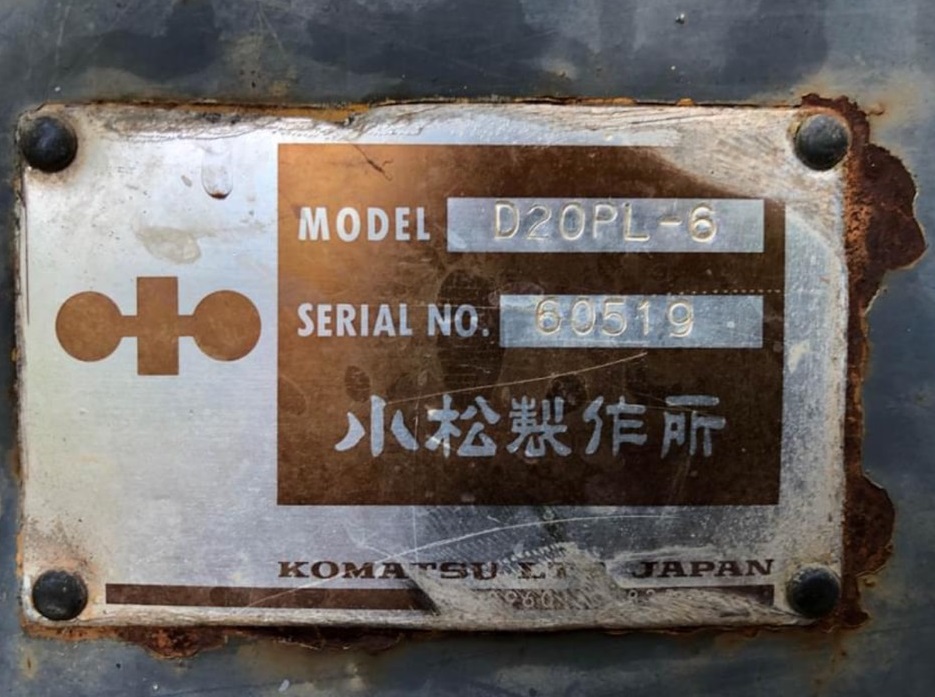 MODEL D20PL-6
SERIAL NO. 60519
小松製作所
KOMATSU JAPAN